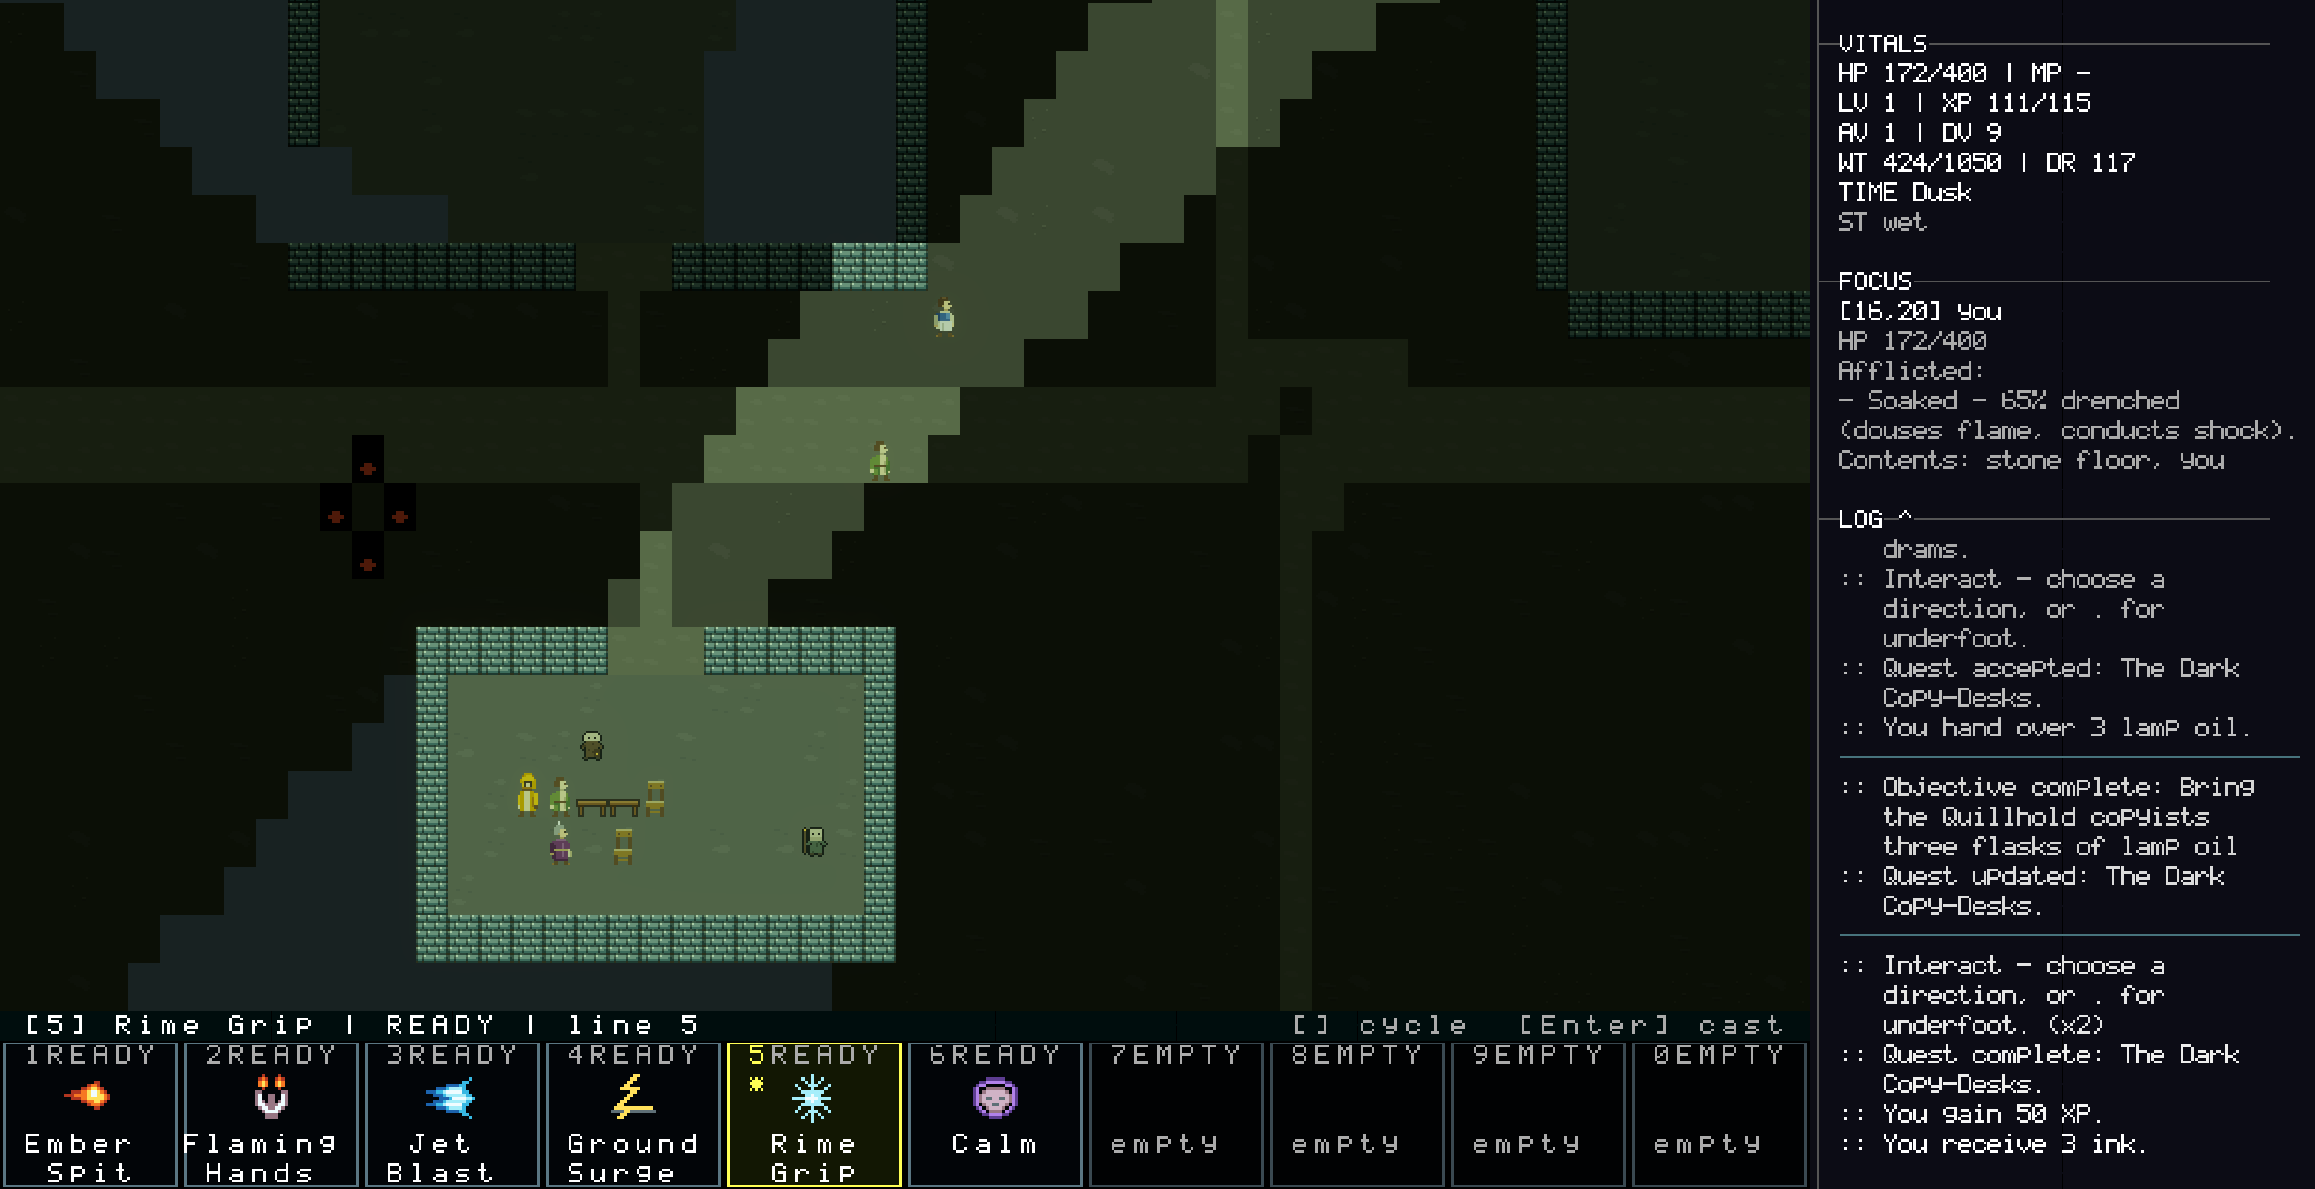 VITALS
HP 172/400 | MP -
LV 1 | XP 111/115
AV 1 | DV 9
WT 424/1050 | DR 117
TIME Dusk
ST wet
FOCUS
[16,20] you
HP 172/400
Afflicted:
- Soaked - 65% drenched
(douses flame, conducts shock).
Contents: stone floor, you
LOG ^
drams.
:: Interact - choose a
direction, or . for
underfoot.
:: Quest accepted: The Dark
Copy-Desks.
:: You hand over 3 lamp oil.
:: Objective complete: Bring
the Quillhold copyists
three flasks of lamp oil
:: Quest updated: The Dark
Copy-Desks.
:: Interact - choose a
direction, or . for
underfoot. (x2)
:: Quest complete: The Dark
Copy-Desks.
:: You gain 50 XP.
:: You receive 3 ink.
[5] Rime Grip | READY | line 5
[] cycle [Enter] cast
1READY
Ember
Spit
2READY
Flaming
Hands
3READY
Jet
Blast
4READY
Ground
Surge
5READY
Rime
Grip
6READY
Calm
7EMPTY
empty
8EMPTY
empty
9EMPTY
empty
0EMPTY
empty